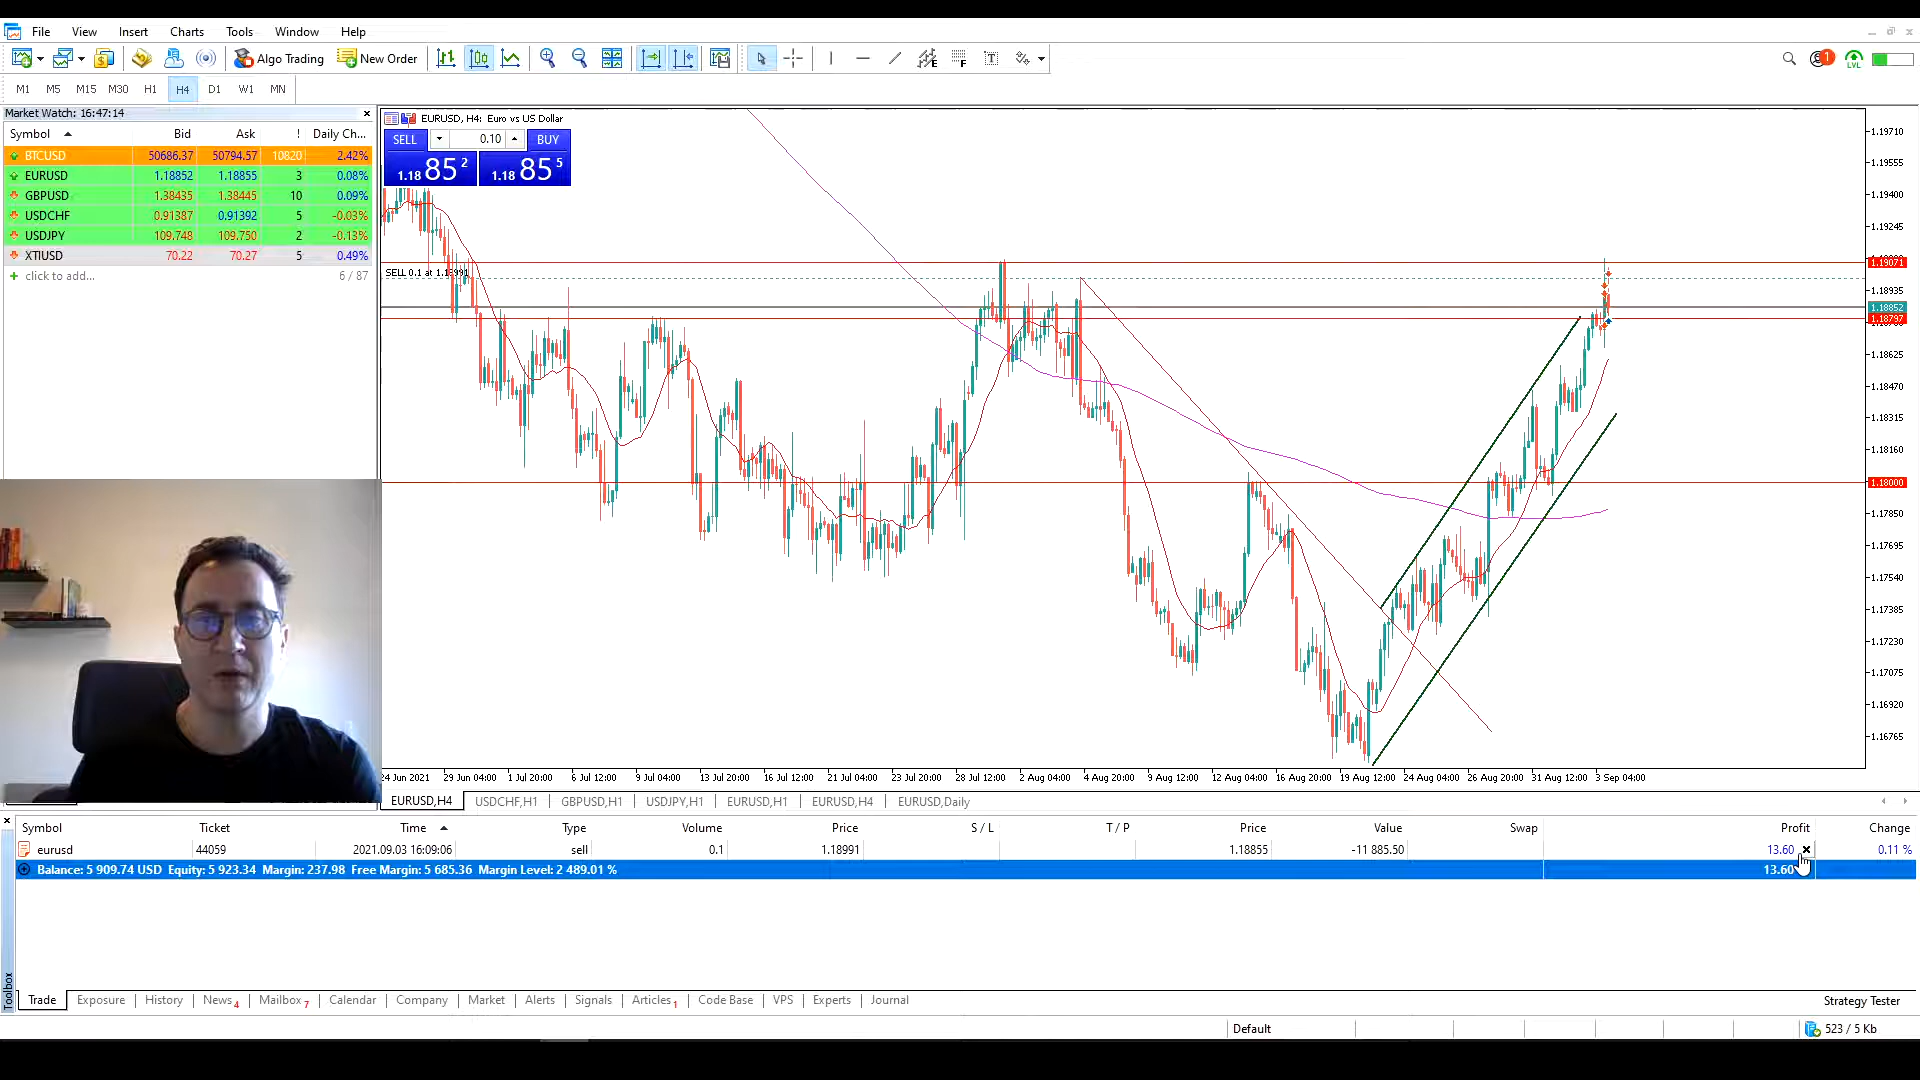 File View Insert Charts Tools Window Help
Algo Trading New Order
1 LVL
M1 M5 M15 M30 H1 H4 D1 W1 MN
Market Watch: 16:47:14
Symbol Bid Ask ! Daily Ch...
BTCUSD 50686.37 50794.57 10820 2.42%
EURUSD 1.18852 1.18855 3 0.08%
GBPUSD 1.38435 1.38445 10 0.09%
USDCHF 0.91387 0.91392 5 -0.03%
USDJPY 109.748 109.750 2 -0.13%
XTIUSD 70.22 70.27 5 0.49%
click to add... 6 / 87
EURUSD, H4: Euro vs US Dollar
SELL 0.10 BUY
1.18 85 2 1.18 85 5
SELL 0.1 at 1.18991
1.19710
1.19555
1.19400
1.19245
1.19071
1.18935
1.18852
1.18797
1.18625
1.18470
1.18315
1.18160
1.18000
1.17850
1.17695
1.17540
1.17385
1.17230
1.17075
1.16920
1.16765
24 Jun 2021 29 Jun 04:00 1 Jul 20:00 6 Jul 12:00 9 Jul 04:00 13 Jul 20:00 16 Jul 12:00 21 Jul 04:00 23 Jul 20:00 28 Jul 12:00 2 Aug 04:00 4 Aug 20:00 9 Aug 12:00 12 Aug 04:00 16 Aug 20:00 19 Aug 12:00 24 Aug 04:00 26 Aug 20:00 31 Aug 12:00 3 Sep 04:00
EURUSD,H4 USDCHF,H1 GBPUSD,H1 USDJPY,H1 EURUSD,H1 EURUSD,H4 EURUSD,Daily
Symbol Ticket Time Type Volume Price S / L T / P Price Value Swap Profit Change
eurusd 44059 2021.09.03 16:09:06 sell 0.1 1.18991 1.18855 -11 885.50 13.60 0.11 %
Balance: 5 909.74 USD Equity: 5 923.34 Margin: 237.98 Free Margin: 5 685.36 Margin Level: 2 489.01 % 13.60
Toolbox
Trade Exposure History News 4 Mailbox 7 Calendar Company Market Alerts Signals Articles 1 Code Base VPS Experts Journal Strategy Tester
Default 523 / 5 Kb